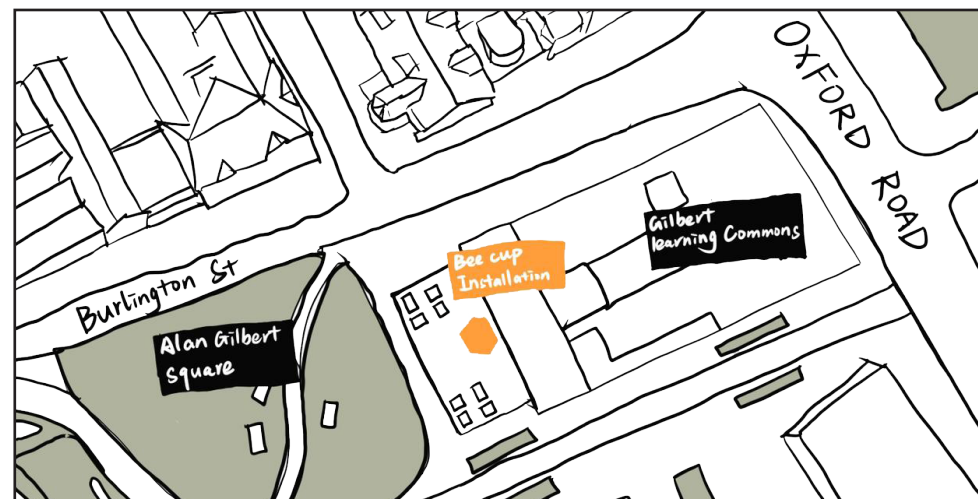 OXFORD ROAD
Gilbert
learning Commons
Bee cup
Installation
Burlington St
Alan Gilbert
Square